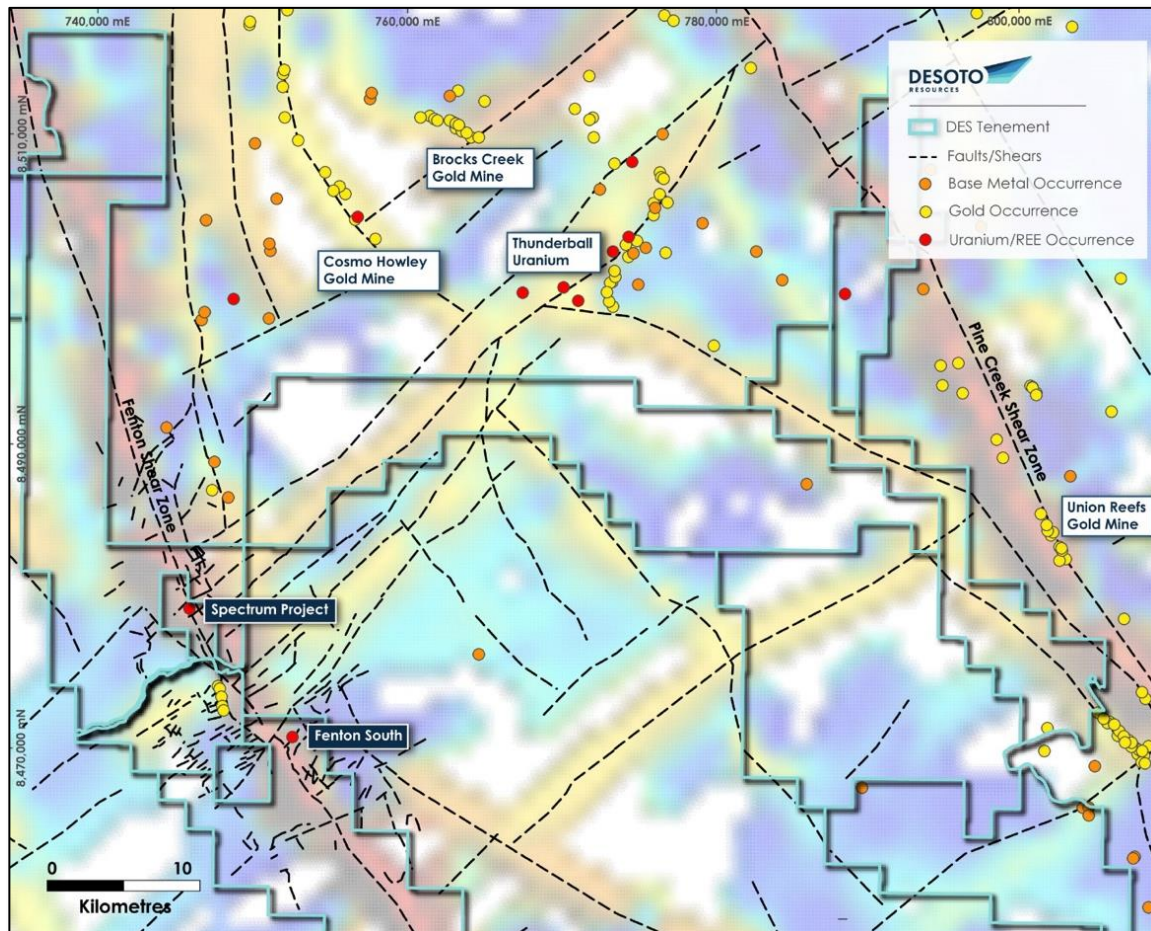 740,000 mE
760,000 mE
780,000 mE
800,000 mE
DESOTO
RESOURCES
DES Tenement
Faults/Shears
Base Metal Occurrence
Gold Occurrence
Uranium/REE Occurrence
8,510,000 mN
Brocks Creek
Gold Mine
Cosmo Howley
Gold Mine
Thunderball
Uranium
Pine Creek Shear Zone
Fenton Shear Zone
8,490,000 mN
Union Reefs
Gold Mine
Spectrum Project
Fenton South
8,470,000 mN
0 10
Kilometres